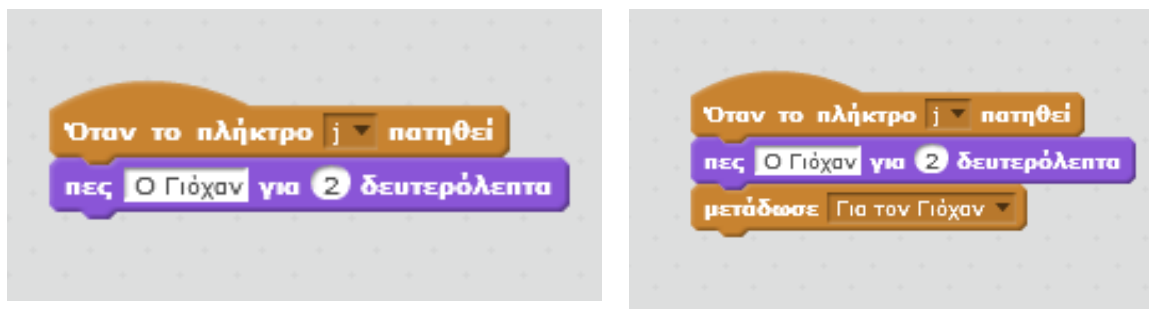 Όταν το πλήκτρο j πατηθεί
πες Ο Γιόχαν για 2 δευτερόλεπτα
Όταν το πλήκτρο j πατηθεί
πες Ο Γιόχαν για 2 δευτερόλεπτα
μετάδωσε Για τον Γιόχαν